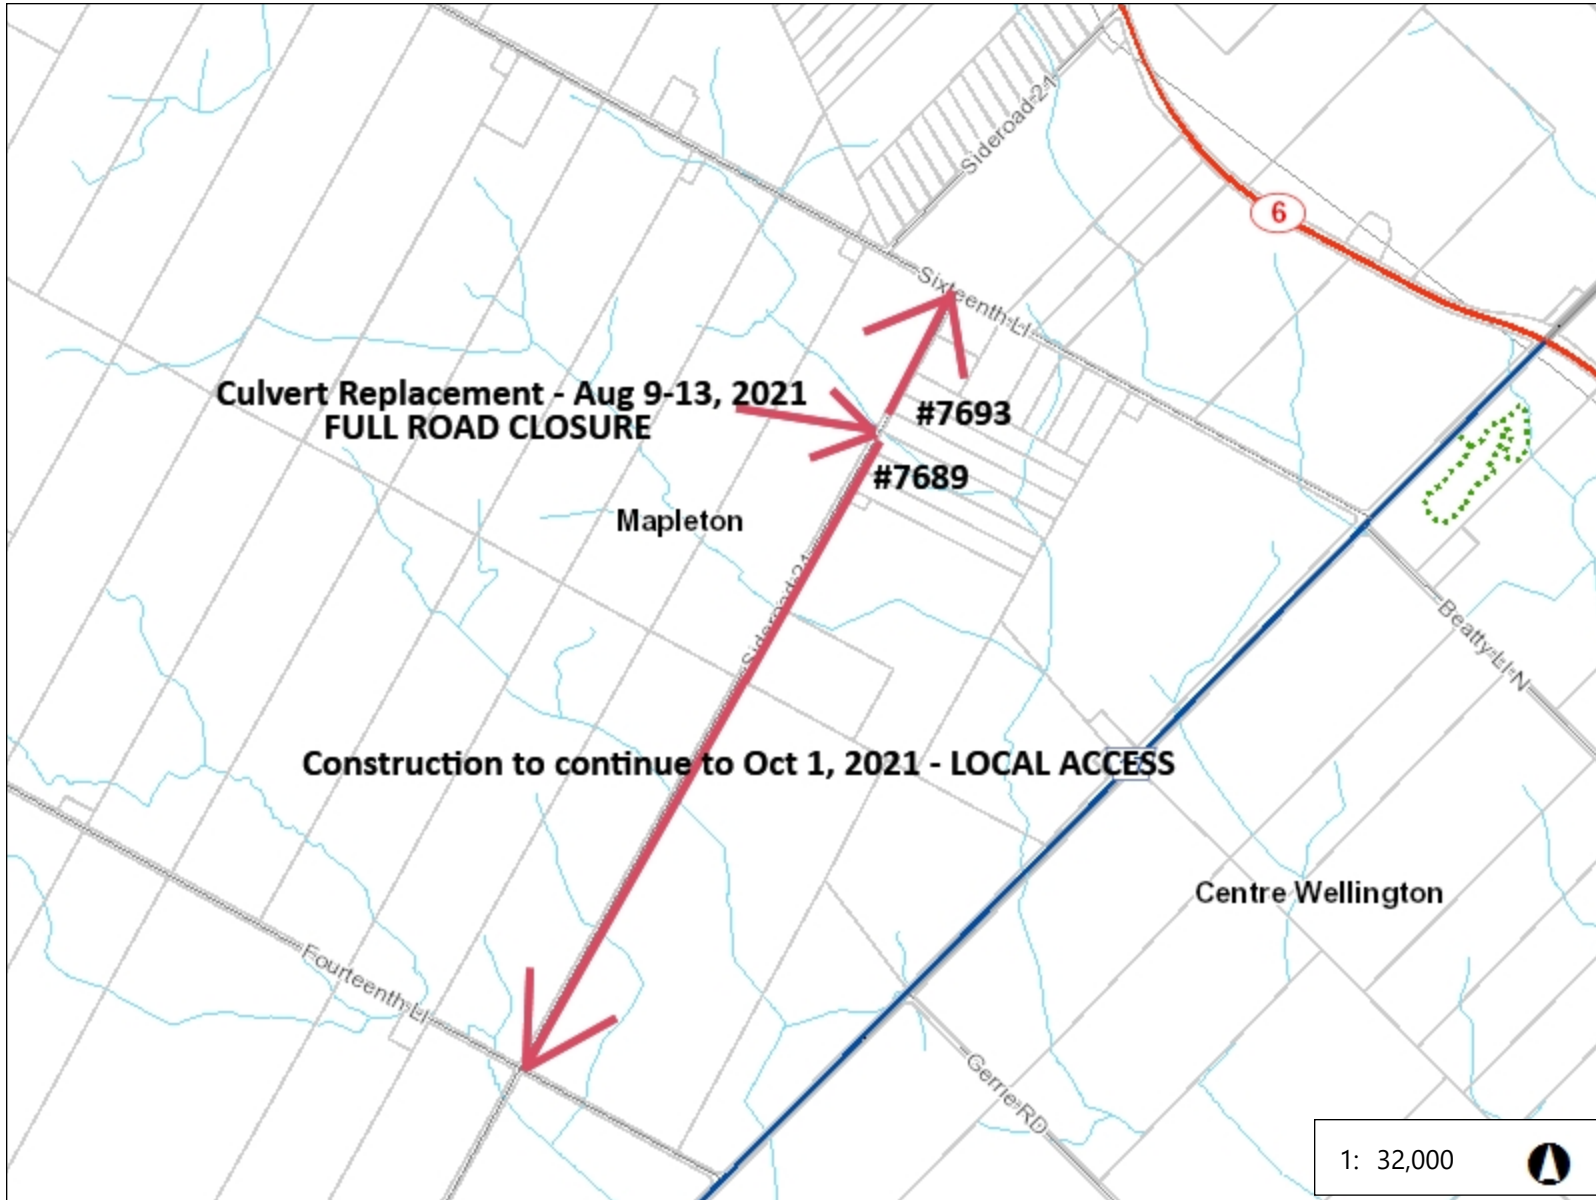 Sideroad 21
6
Sixteenth LI
Culvert Replacement - Aug 9-13, 2021
FULL ROAD CLOSURE
#7693
#7689
Mapleton
Sideroad 21
Beatty LI N
Construction to continue to Oct 1, 2021 - LOCAL ACCESS
Centre Wellington
Fourteenth LI
Gerrie RD
1: 32,000